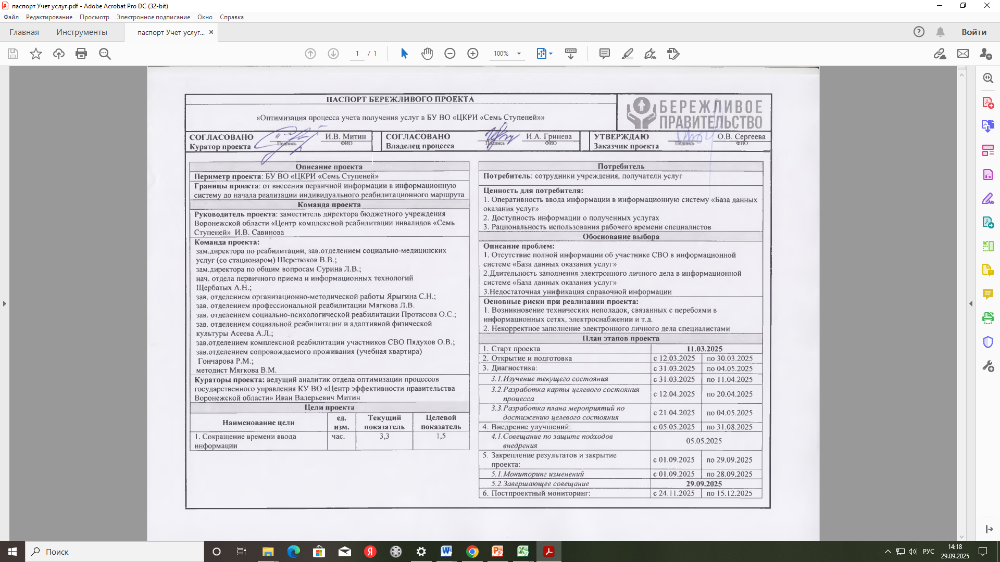 паспорт Учет услуг.pdf - Adobe Acrobat Pro DC (32-bit)
Файл Редактирование Просмотр Электронное подписание Окно Справка
Главная Инструменты паспорт Учет услуг... × Войти
1 / 1 100%
ПАСПОРТ БЕРЕЖЛИВОГО ПРОЕКТА
«Оптимизация процесса учета получения услуг в БУ ВО «ЦКРИ «Семь Ступеней»»
БЕРЕЖЛИВОЕ
ПРАВИТЕЛЬСТВО
СОГЛАСОВАНО
Куратор проекта
Подпись
И.В. Митин
ФИО
СОГЛАСОВАНО
Владелец процесса
Подпись
И.А. Гринева
ФИО
УТВЕРЖДАЮ
Заказчик проекта
Подпись
О.В. Сергеева
ФИО
Описание проекта
Периметр проекта: БУ ВО «ЦКРИ «Семь Ступеней»
Границы проекта: от внесения первичной информации в информационную
систему до начала реализации индивидуального реабилитационного маршрута
Команда проекта
Руководитель проекта: заместитель директора бюджетного учреждения
Воронежской области «Центр комплексной реабилитации инвалидов «Семь
Ступеней» И.В. Савинова
Команда проекта:
зам.директора по реабилитации, зав.отделением социально-медицинских
услуг (со стационаром) Шерстюков В.В.;
зам.директора по общим вопросам Сурина Л.В.;
нач. отдела первичного приема и информационных технологий
Щербатых А.Н.;
зав. отделением организационно-методической работы Ярыгина С.Н.;
зав. отделением профессиональной реабилитации Мягкова Л.В.
зав. отделением социально-психологической реабилитации Протасова О.С.;
зав. отделением социальной реабилитации и адаптивной физической
культуры Асеева А.Л.;
зав.отделением комплексной реабилитации участников СВО Пядухов О.В.;
зав.отделением сопровождаемого проживания (учебная квартира)
Гончарова Р.М.;
методист Мягкова В.М.
Кураторы проекта: ведущий аналитик отдела оптимизации процессов
государственного управления КУ ВО «Центр эффективности правительства
Воронежской области» Иван Валерьевич Митин
Цели проекта
Наименование цели ед. изм. Текущий показатель Целевой показатель
1. Сокращение времени ввода информации час. 3,3 1,5
Потребитель
Потребитель: сотрудники учреждения, получатели услуг
Ценность для потребителя:
1. Оперативность ввода информации в информационную систему «База данных
оказания услуг»
2. Доступность информации о полученных услугах
3. Рациональность использования рабочего времени специалистов
Обоснование выбора
Описание проблем:
1. Отсутствие полной информации об участнике СВО в информационной
системе «База данных оказания услуг»
2.Длительность заполнения электронного личного дела в информационной
системе «База данных оказания услуг»
3.Недостаточная унификация справочной информации
Основные риски при реализации проекта:
1. Возникновение технических неполадок, связанных с перебоями в
информационных сетях, электроснабжении и т.д.
2. Некорректное заполнение электронного личного дела специалистами
План этапов проекта
1. Старт проекта 11.03.2025
2. Открытие и подготовка с 12.03.2025 по 30.03.2025
3. Диагностика: с 31.03.2025 по 04.05.2025
3.1.Изучение текущего состояния с 31.03.2025 по 11.04.2025
3.2.Разработка карты целевого состояния процесса с 12.04.2025 по 20.04.2025
3.3.Разработка плана мероприятий по достижению целевого состояния с 21.04.2025 по 04.05.2025
4. Внедрение улучшений: с 05.05.2025 по 31.08.2025
4.1.Совещание по защите подходов внедрения 05.05.2025
5. Закрепление результатов и закрытие проекта: с 01.09.2025 по 29.09.2025
5.1.Мониторинг изменений с 01.09.2025 по 28.09.2025
5.2.Завершающее совещание 29.09.2025
6. Постпроектный мониторинг: с 24.11.2025 по 15.12.2025
Поиск
РУС
14:18
29.09.2025